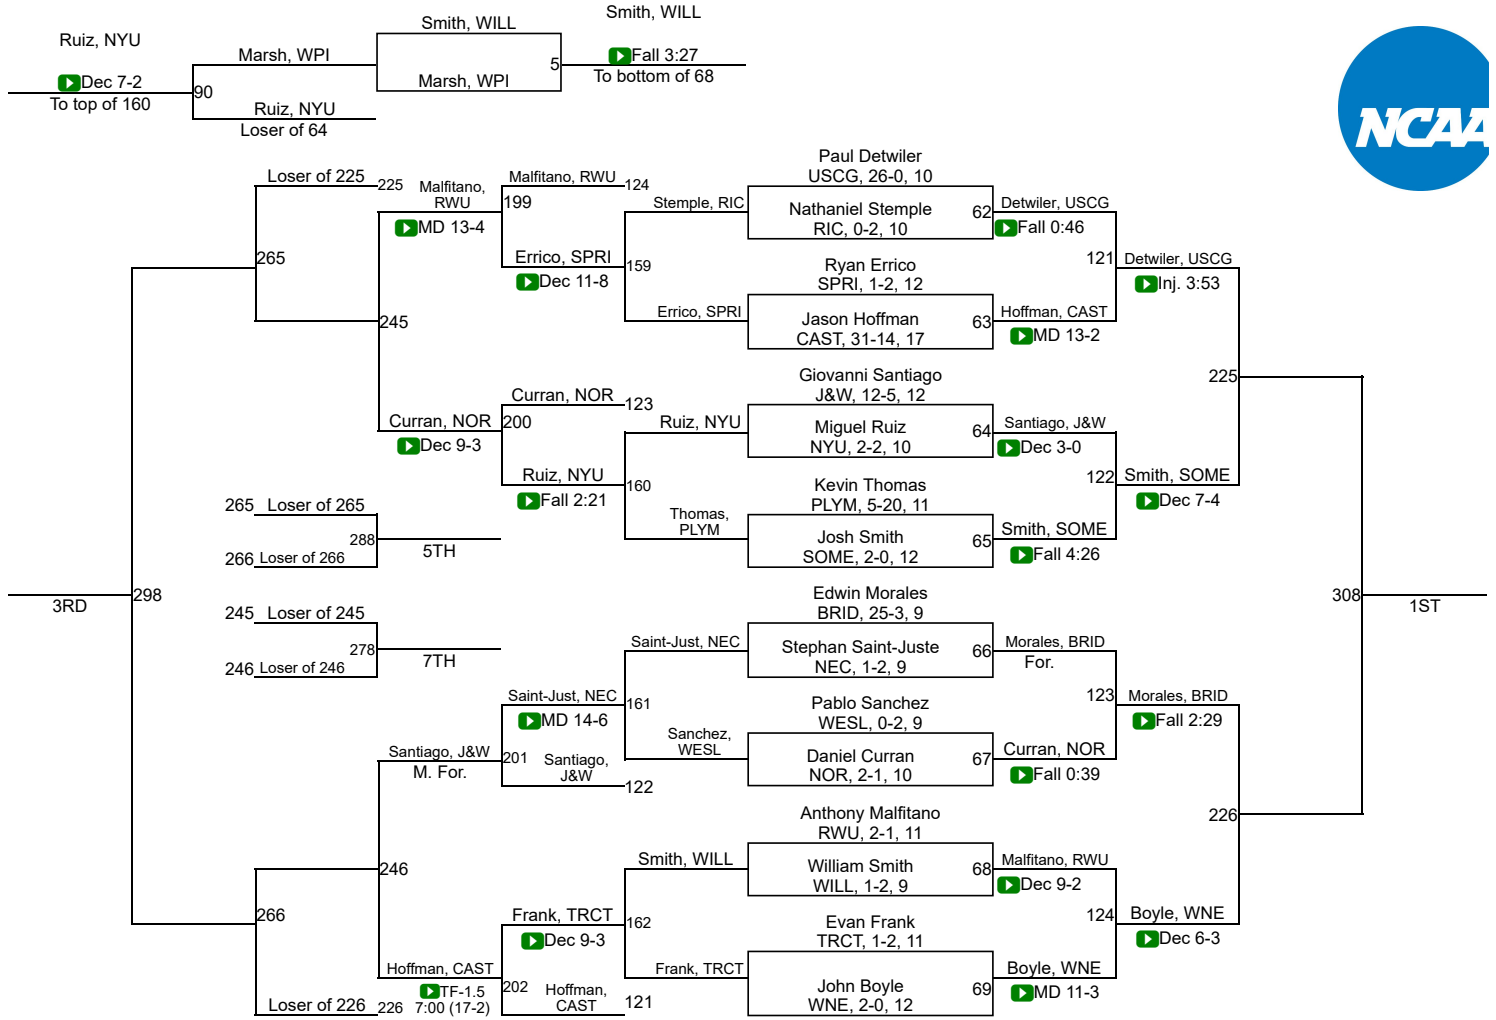 Smith, WILL
Smith, WILL
Ruiz, NYU
Marsh, WPI
5
Fall 3:27
Dec 7-2
Marsh, WPI
To bottom of 68
To top of 160
90
Ruiz, NYU
Loser of 64
NCAA
Paul Detwiler
USCG, 26-0, 10
Loser of 225
225
Malfitano,
RWU
Malfitano, RWU
124
199
Stemple, RIC
Nathaniel Stemple
RIC, 0-2, 10
62
Detwiler, USCG
MD 13-4
Fall 0:46
265
Errico, SPRI
159
Dec 11-8
Ryan Errico
SPRI, 1-2, 12
121
Detwiler, USCG
Inj. 3:53
245
Errico, SPRI
Jason Hoffman
CAST, 31-14, 17
63
Hoffman, CAST
MD 13-2
Giovanni Santiago
J&W, 12-5, 12
225
Curran, NOR
123
Curran, NOR
200
Dec 9-3
Ruiz, NYU
Miguel Ruiz
NYU, 2-2, 10
64
Santiago, J&W
Dec 3-0
Ruiz, NYU
160
Fall 2:21
Kevin Thomas
PLYM, 5-20, 11
122
Smith, SOME
Dec 7-4
265
Loser of 265
288
5TH
266
Loser of 266
Thomas,
PLYM
Josh Smith
SOME, 2-0, 12
65
Smith, SOME
Fall 4:26
298
3RD
308
1ST
Edwin Morales
BRID, 25-3, 9
245
Loser of 245
278
7TH
246
Loser of 246
Saint-Just, NEC
Stephan Saint-Juste
NEC, 1-2, 9
66
Morales, BRID
For.
Saint-Just, NEC
161
MD 14-6
Pablo Sanchez
WESL, 0-2, 9
123
Morales, BRID
Fall 2:29
Sanchez,
WESL
Santiago, J&W
201
M. For.
Santiago,
J&W
122
Daniel Curran
NOR, 2-1, 10
67
Curran, NOR
Fall 0:39
Anthony Malfitano
RWU, 2-1, 11
226
246
Smith, WILL
William Smith
WILL, 1-2, 9
68
Malfitano, RWU
Dec 9-2
266
Frank, TRCT
162
Dec 9-3
Evan Frank
TRCT, 1-2, 11
124
Boyle, WNE
Dec 6-3
Hoffman, CAST
202
TF-1.5
7:00 (17-2)
Hoffman,
CAST
121
Frank, TRCT
John Boyle
WNE, 2-0, 12
69
Boyle, WNE
MD 11-3
Loser of 226
226